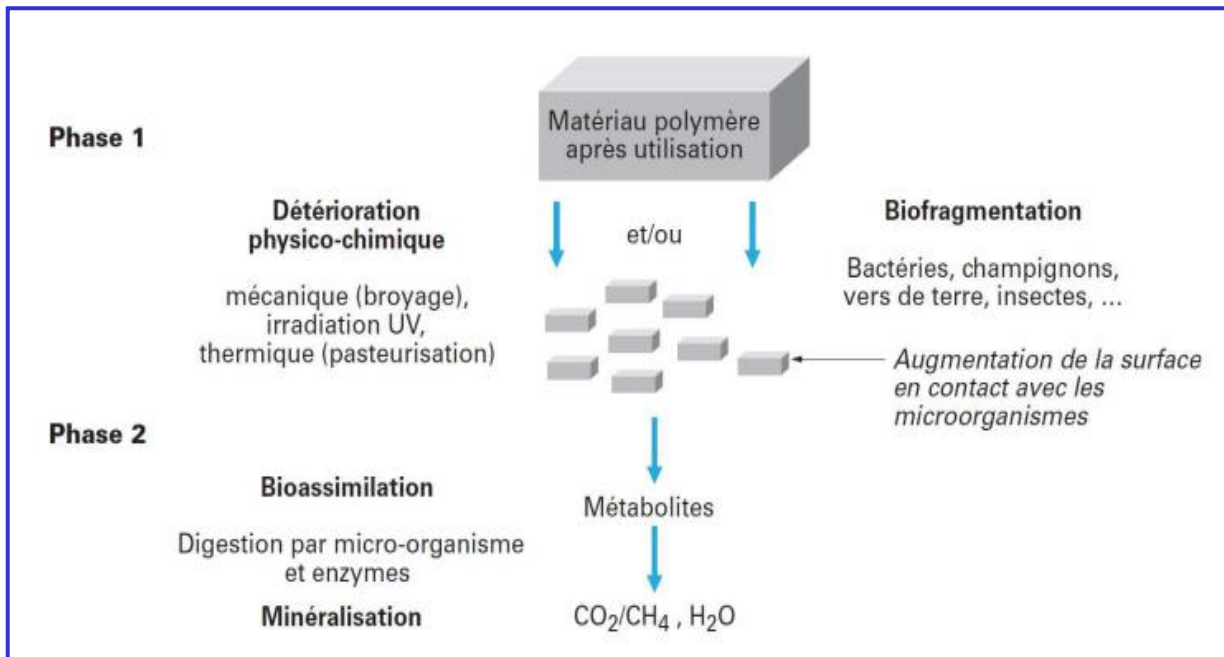 Matériau polymère
après utilisation
Phase 1
Détérioration
physico-chimique
mécanique (broyage),
irradiation UV,
thermique (pasteurisation)
et/ou
Biofragmentation
Bactéries, champignons,
vers de terre, insectes, ...
Augmentation de la surface
en contact avec les
microorganismes
Phase 2
Bioassimilation
Métabolites
Digestion par micro-organisme
et enzymes
Minéralisation
CO₂/CH₄ , H₂O